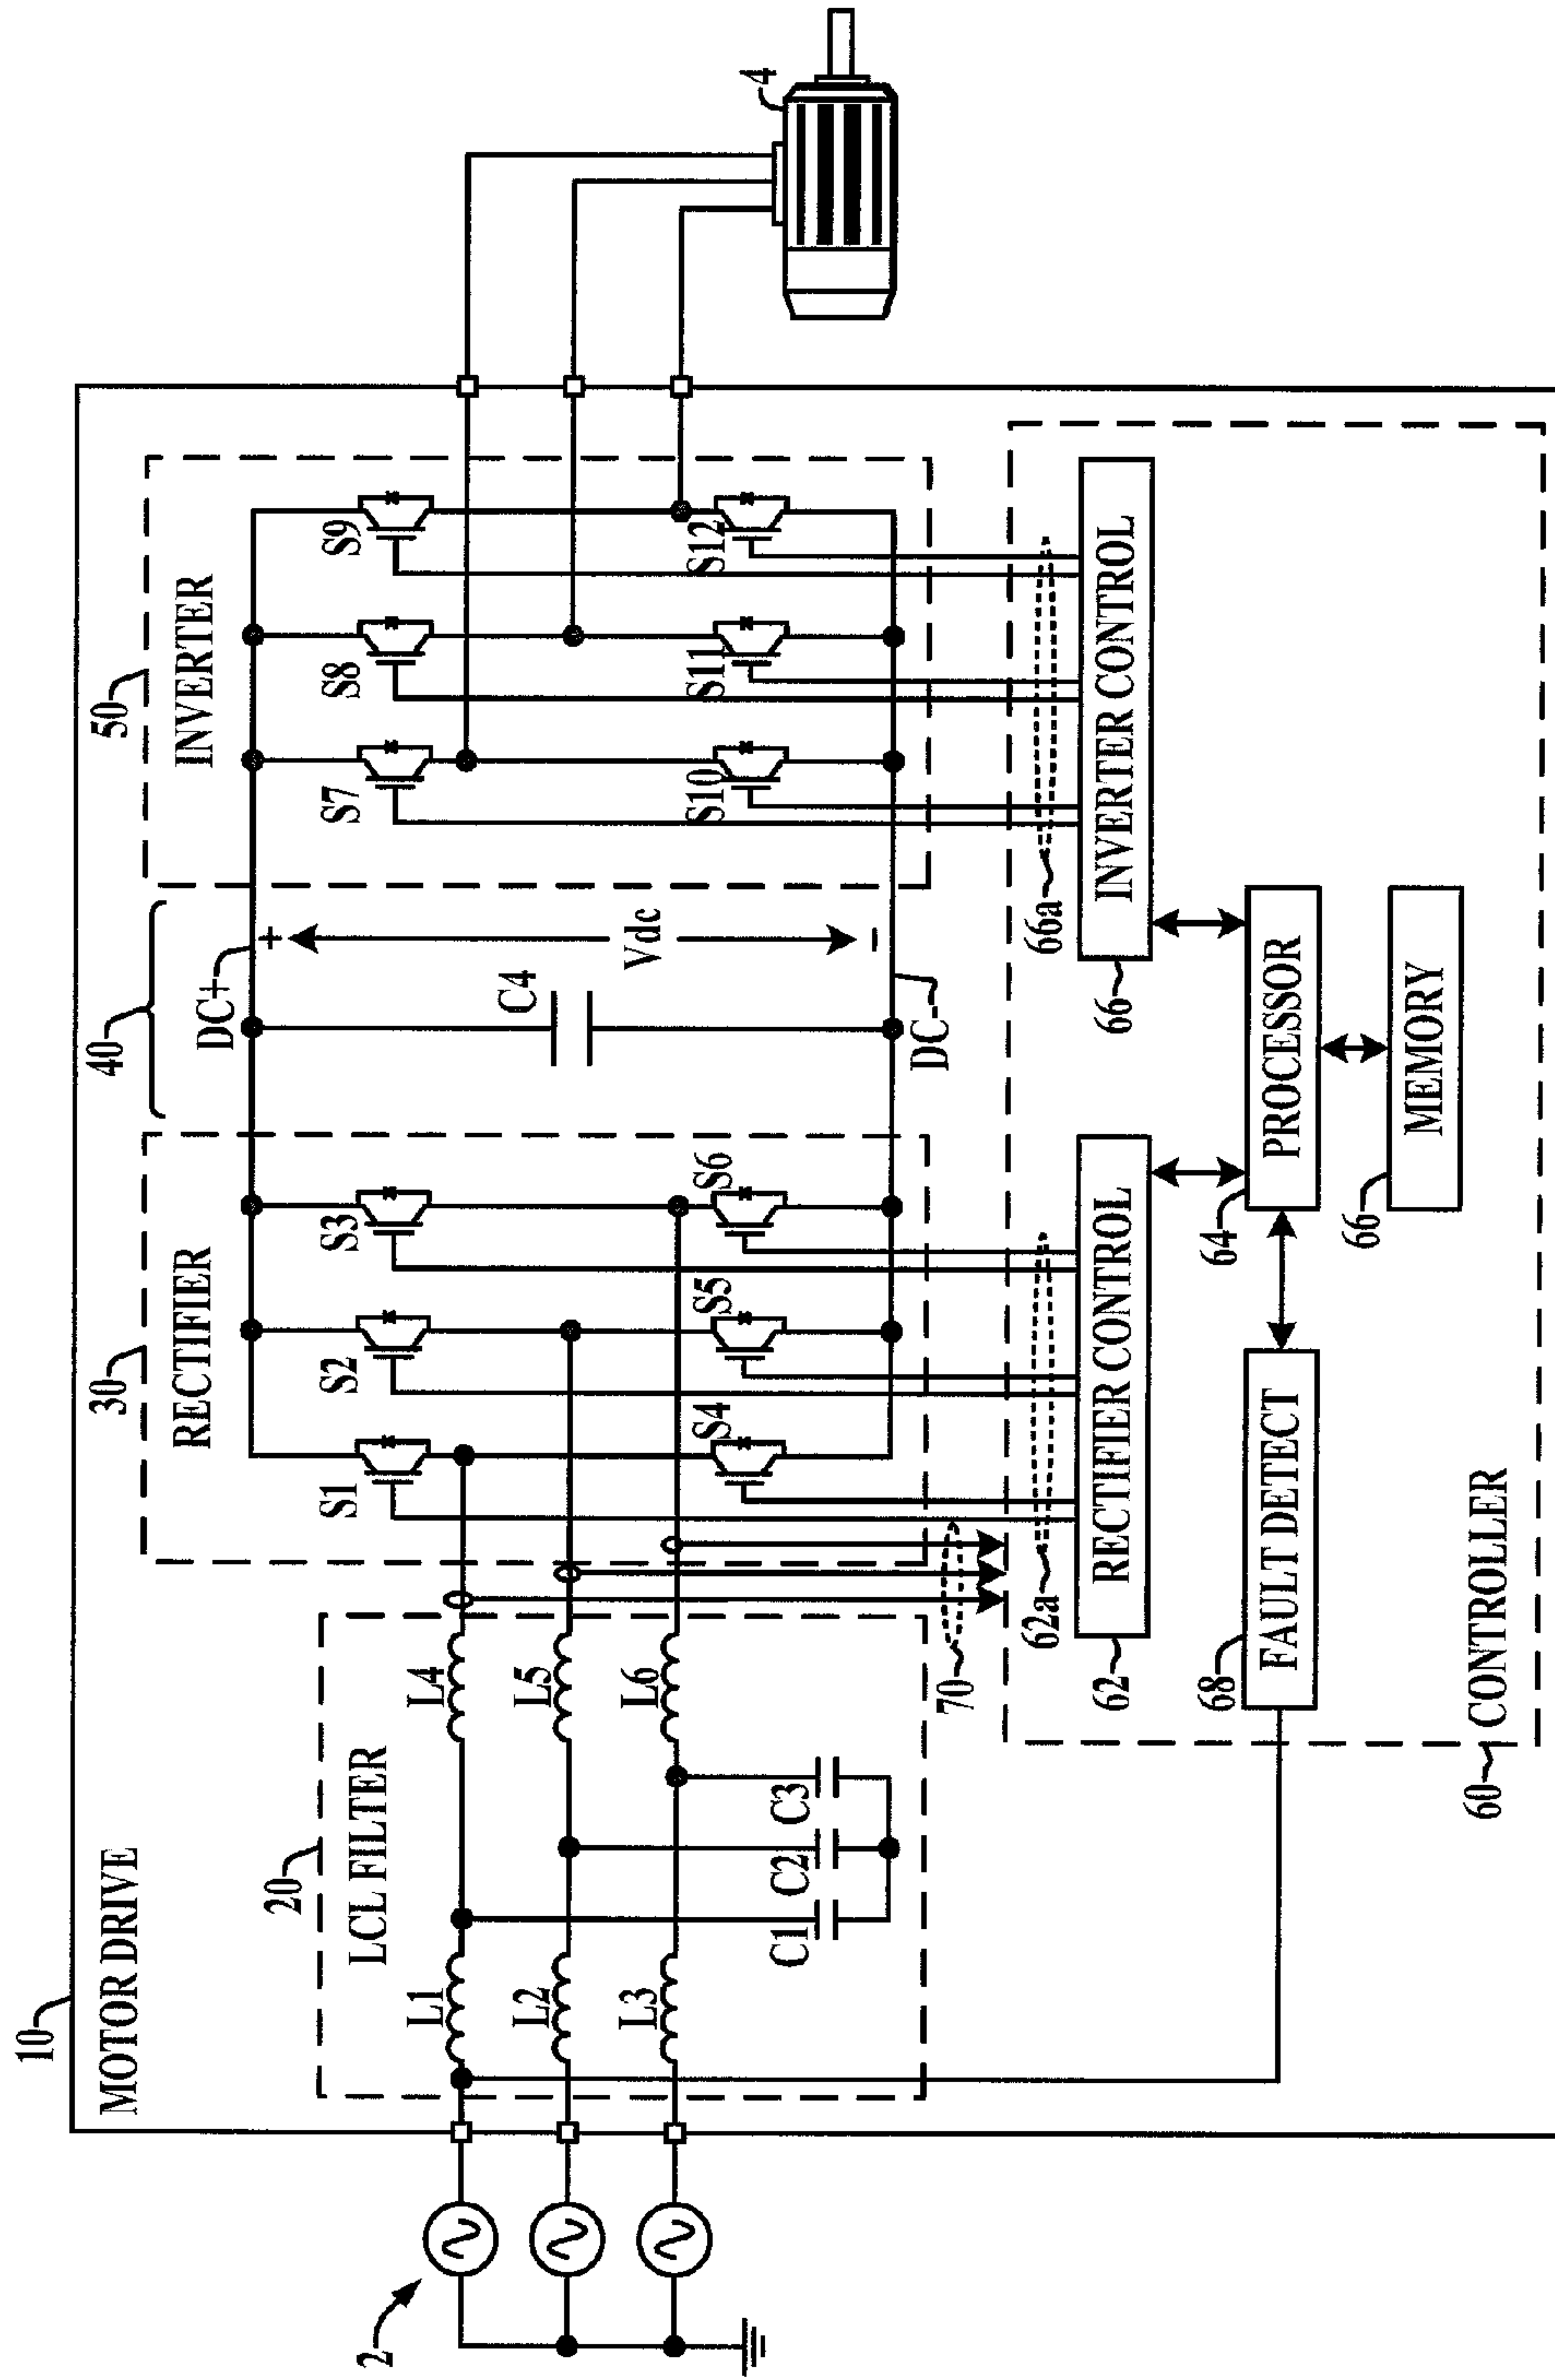 10
MOTOR DRIVE
2
20
LCL FILTER
L1
L2
L3
C1
C2
C3
L4
L5
L6
70
30
RECTIFIER
S1
S2
S3
S4
S5
S6
40
DC+
C4
+
Vdc
-
DC-
50
INVERTER
S7
S8
S9
S10
S11
S12
4
62a
62
RECTIFIER CONTROL
66a
66
INVERTER CONTROL
68
FAULT DETECT
64
PROCESSOR
66
MEMORY
60
CONTROLLER